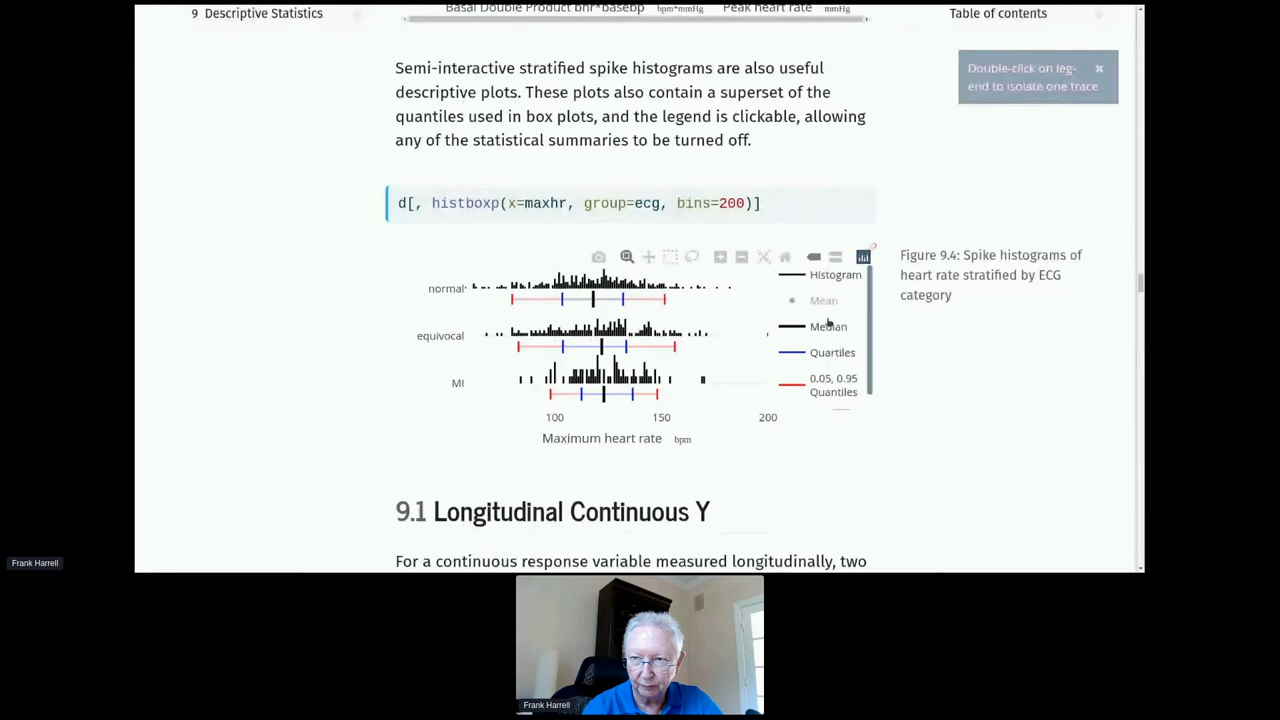 9 Descriptive Statistics
Table of contents
Basal Double Product bhr*basebp bpm*mmHg Peak heart rate mmHg
Double-click on leg-
end to isolate one trace
Semi-interactive stratified spike histograms are also useful
descriptive plots. These plots also contain a superset of the
quantiles used in box plots, and the legend is clickable, allowing
any of the statistical summaries to be turned off.
d[, histboxp(x=maxhr, group=ecg, bins=200)]
Figure 9.4: Spike histograms of
heart rate stratified by ECG
category
Histogram
Mean
Median
Quartiles
0.05, 0.95
Quantiles
normal
equivocal
MI
100 150 200
Maximum heart rate bpm
9.1 Longitudinal Continuous Y
For a continuous response variable measured longitudinally, two
Frank Harrell
Frank Harrell